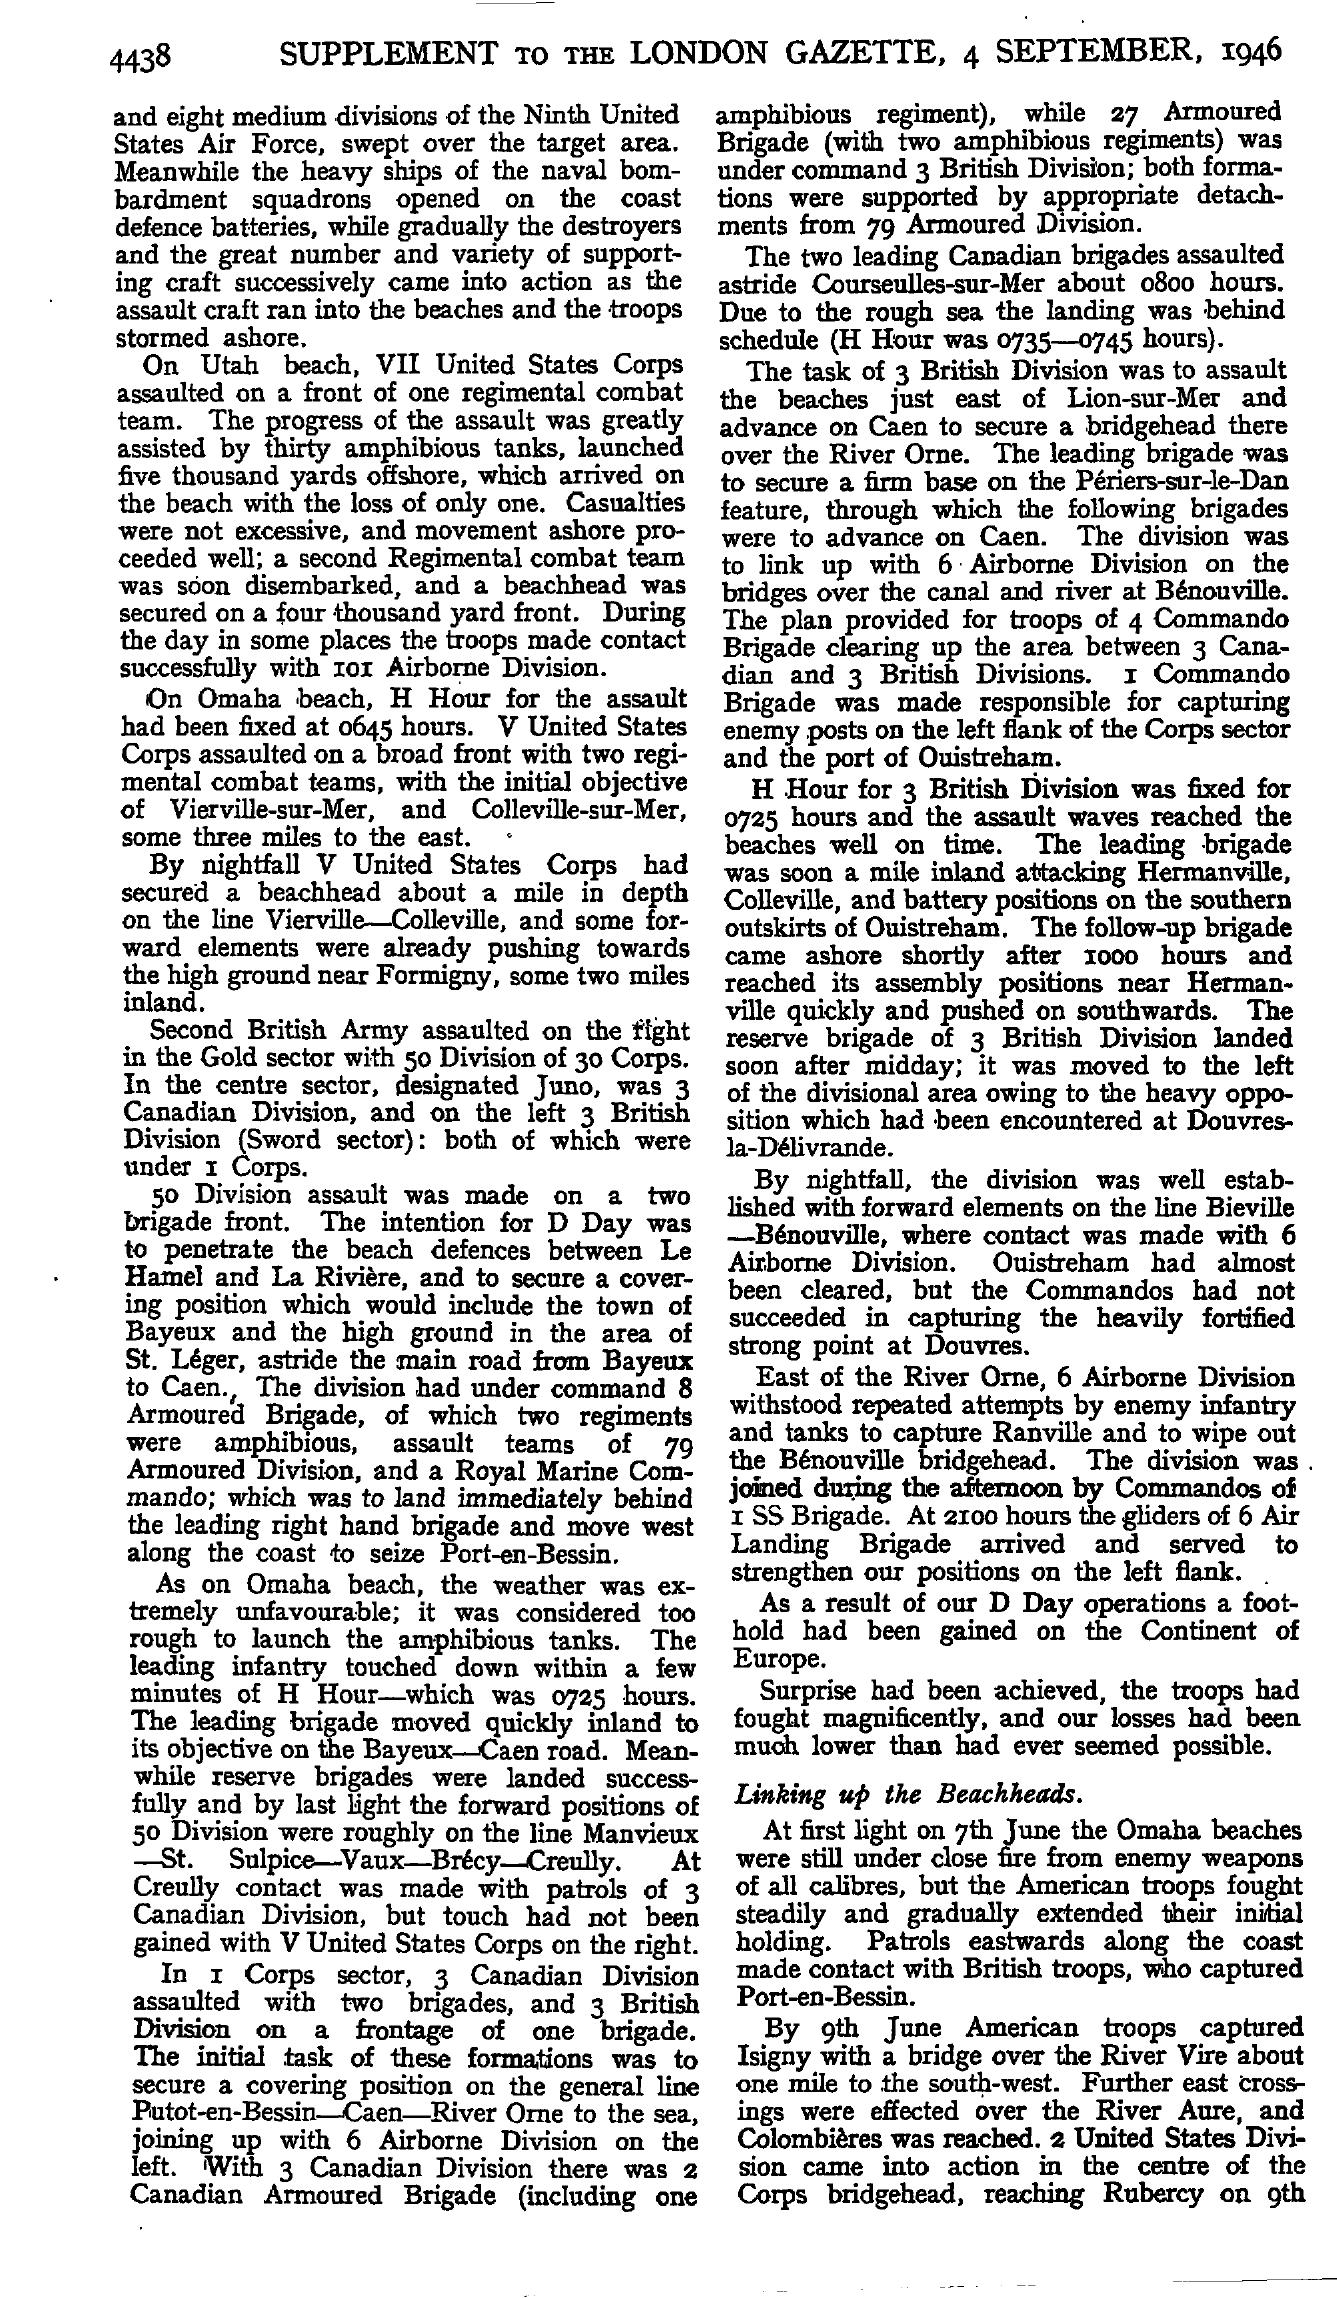 4438 SUPPLEMENT TO THE LONDON GAZETTE, 4 SEPTEMBER, 1946
and eight medium divisions of the Ninth United
States Air Force, swept over the target area.
Meanwhile the heavy ships of the naval bom-
bardment squadrons opened on the coast
defence batteries, while gradually the destroyers
and the great number and variety of support-
ing craft successively came into action as the
assault craft ran into the beaches and the troops
stormed ashore.
On Utah beach, VII United States Corps
assaulted on a front of one regimental combat
team. The progress of the assault was greatly
assisted by thirty amphibious tanks, launched
five thousand yards offshore, which arrived on
the beach with the loss of only one. Casualties
were not excessive, and movement ashore pro-
ceeded well; a second Regimental combat team
was soon disembarked, and a beachhead was
secured on a four thousand yard front. During
the day in some places the troops made contact
successfully with 101 Airborne Division.
On Omaha beach, H Hour for the assault
had been fixed at 0645 hours. V United States
Corps assaulted on a broad front with two regi-
mental combat teams, with the initial objective
of Vierville-sur-Mer, and Colleville-sur-Mer,
some three miles to the east.
By nightfall V United States Corps had
secured a beachhead about a mile in depth
on the line Vierville—Colleville, and some for-
ward elements were already pushing towards
the high ground near Formigny, some two miles
inland.
Second British Army assaulted on the right
in the Gold sector with 50 Division of 30 Corps.
In the centre sector, designated Juno, was 3
Canadian Division, and on the left 3 British
Division (Sword sector): both of which were
under 1 Corps.
50 Division assault was made on a two
brigade front. The intention for D Day was
to penetrate the beach defences between Le
Hamel and La Rivière, and to secure a cover-
ing position which would include the town of
Bayeux and the high ground in the area of
St. Léger, astride the main road from Bayeux
to Caen. The division had under command 8
Armoured Brigade, of which two regiments
were amphibious, assault teams of 79
Armoured Division, and a Royal Marine Com-
mando; which was to land immediately behind
the leading right hand brigade and move west
along the coast to seize Port-en-Bessin.
As on Omaha beach, the weather was ex-
tremely unfavourable; it was considered too
rough to launch the amphibious tanks. The
leading infantry touched down within a few
minutes of H Hour—which was 0725 hours.
The leading brigade moved quickly inland to
its objective on the Bayeux—Caen road. Mean-
while reserve brigades were landed success-
fully and by last light the forward positions of
50 Division were roughly on the line Manvieux
—St. Sulpice—Vaux—Brécy—Creully. At
Creully contact was made with patrols of 3
Canadian Division, but touch had not been
gained with V United States Corps on the right.
In 1 Corps sector, 3 Canadian Division
assaulted with two brigades, and 3 British
Division on a frontage of one brigade.
The initial task of these formations was to
secure a covering position on the general line
Putot-en-Bessin—Caen—River Orne to the sea,
joining up with 6 Airborne Division on the
left. With 3 Canadian Division there was 2
Canadian Armoured Brigade (including one
amphibious regiment), while 27 Armoured
Brigade (with two amphibious regiments) was
under command 3 British Division; both forma-
tions were supported by appropriate detach-
ments from 79 Armoured Division.
The two leading Canadian brigades assaulted
astride Courseulles-sur-Mer about 0800 hours.
Due to the rough sea the landing was behind
schedule (H Hour was 0735—0745 hours).
The task of 3 British Division was to assault
the beaches just east of Lion-sur-Mer and
advance on Caen to secure a bridgehead there
over the River Orne. The leading brigade was
to secure a firm base on the Périers-sur-le-Dan
feature, through which the following brigades
were to advance on Caen. The division was
to link up with 6 Airborne Division on the
bridges over the canal and river at Bénouville.
The plan provided for troops of 4 Commando
Brigade clearing up the area between 3 Cana-
dian and 3 British Divisions. 1 Commando
Brigade was made responsible for capturing
enemy posts on the left flank of the Corps sector
and the port of Ouistreham.
H Hour for 3 British Division was fixed for
0725 hours and the assault waves reached the
beaches well on time. The leading brigade
was soon a mile inland attacking Hermanville,
Colleville, and battery positions on the southern
outskirts of Ouistreham. The follow-up brigade
came ashore shortly after 1000 hours and
reached its assembly positions near Herman-
ville quickly and pushed on southwards. The
reserve brigade of 3 British Division landed
soon after midday; it was moved to the left
of the divisional area owing to the heavy oppo-
sition which had been encountered at Douvres-
la-Délivrande.
By nightfall, the division was well estab-
lished with forward elements on the line Bieville
—Bénouville, where contact was made with 6
Airborne Division. Ouistreham had almost
been cleared, but the Commandos had not
succeeded in capturing the heavily fortified
strong point at Douvres.
East of the River Orne, 6 Airborne Division
withstood repeated attempts by enemy infantry
and tanks to capture Ranville and to wipe out
the Bénouville bridgehead. The division was
joined during the afternoon by Commandos of
1 SS Brigade. At 2100 hours the gliders of 6 Air
Landing Brigade arrived and served to
strengthen our positions on the left flank.
As a result of our D Day operations a foot-
hold had been gained on the Continent of
Europe.
Surprise had been achieved, the troops had
fought magnificently, and our losses had been
much lower than had ever seemed possible.
Linking up the Beachheads.
At first light on 7th June the Omaha beaches
were still under close fire from enemy weapons
of all calibres, but the American troops fought
steadily and gradually extended their initial
holding. Patrols eastwards along the coast
made contact with British troops, who captured
Port-en-Bessin.
By 9th June American troops captured
Isigny with a bridge over the River Vire about
one mile to the south-west. Further east cross-
ings were effected over the River Aure, and
Colombières was reached. 2 United States Divi-
sion came into action in the centre of the
Corps bridgehead, reaching Rubercy on 9th